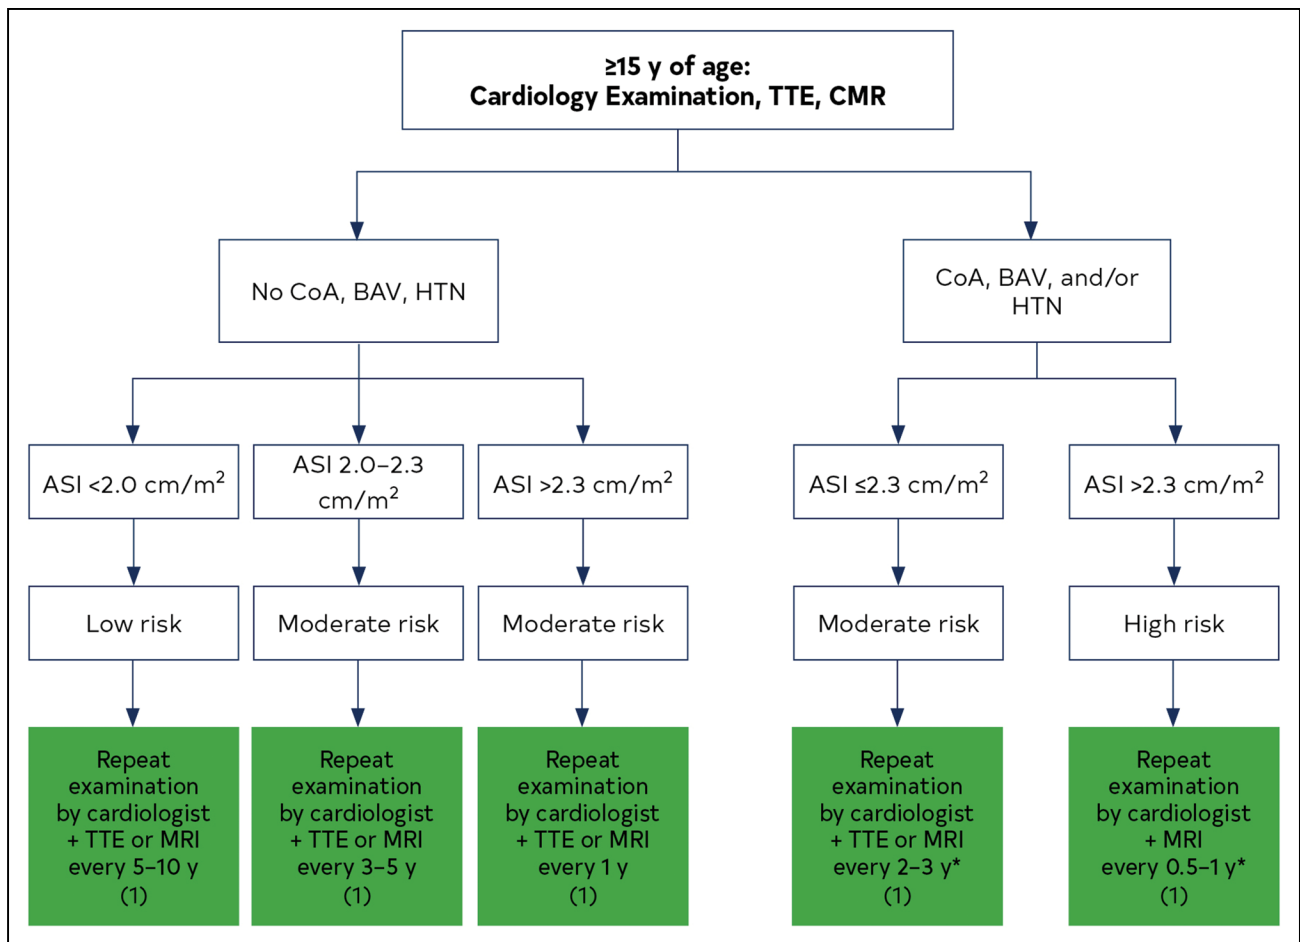 ≥15 y of age:
Cardiology Examination, TTE, CMR
No CoA, BAV, HTN
CoA, BAV, and/or
HTN
ASI <2.0 cm/m²
ASI 2.0–2.3
cm/m²
ASI >2.3 cm/m²
ASI ≤2.3 cm/m²
ASI >2.3 cm/m²
Low risk
Moderate risk
Moderate risk
Moderate risk
High risk
Repeat
examination
by cardiologist
+ TTE or MRI
every 5–10 y
(1)
Repeat
examination
by cardiologist
+ TTE or MRI
every 3–5 y
(1)
Repeat
examination
by cardiologist
+ TTE or MRI
every 1 y
(1)
Repeat
examination
by cardiologist
+ TTE or MRI
every 2–3 y*
(1)
Repeat
examination
by cardiologist
+ MRI
every 0.5–1 y*
(1)